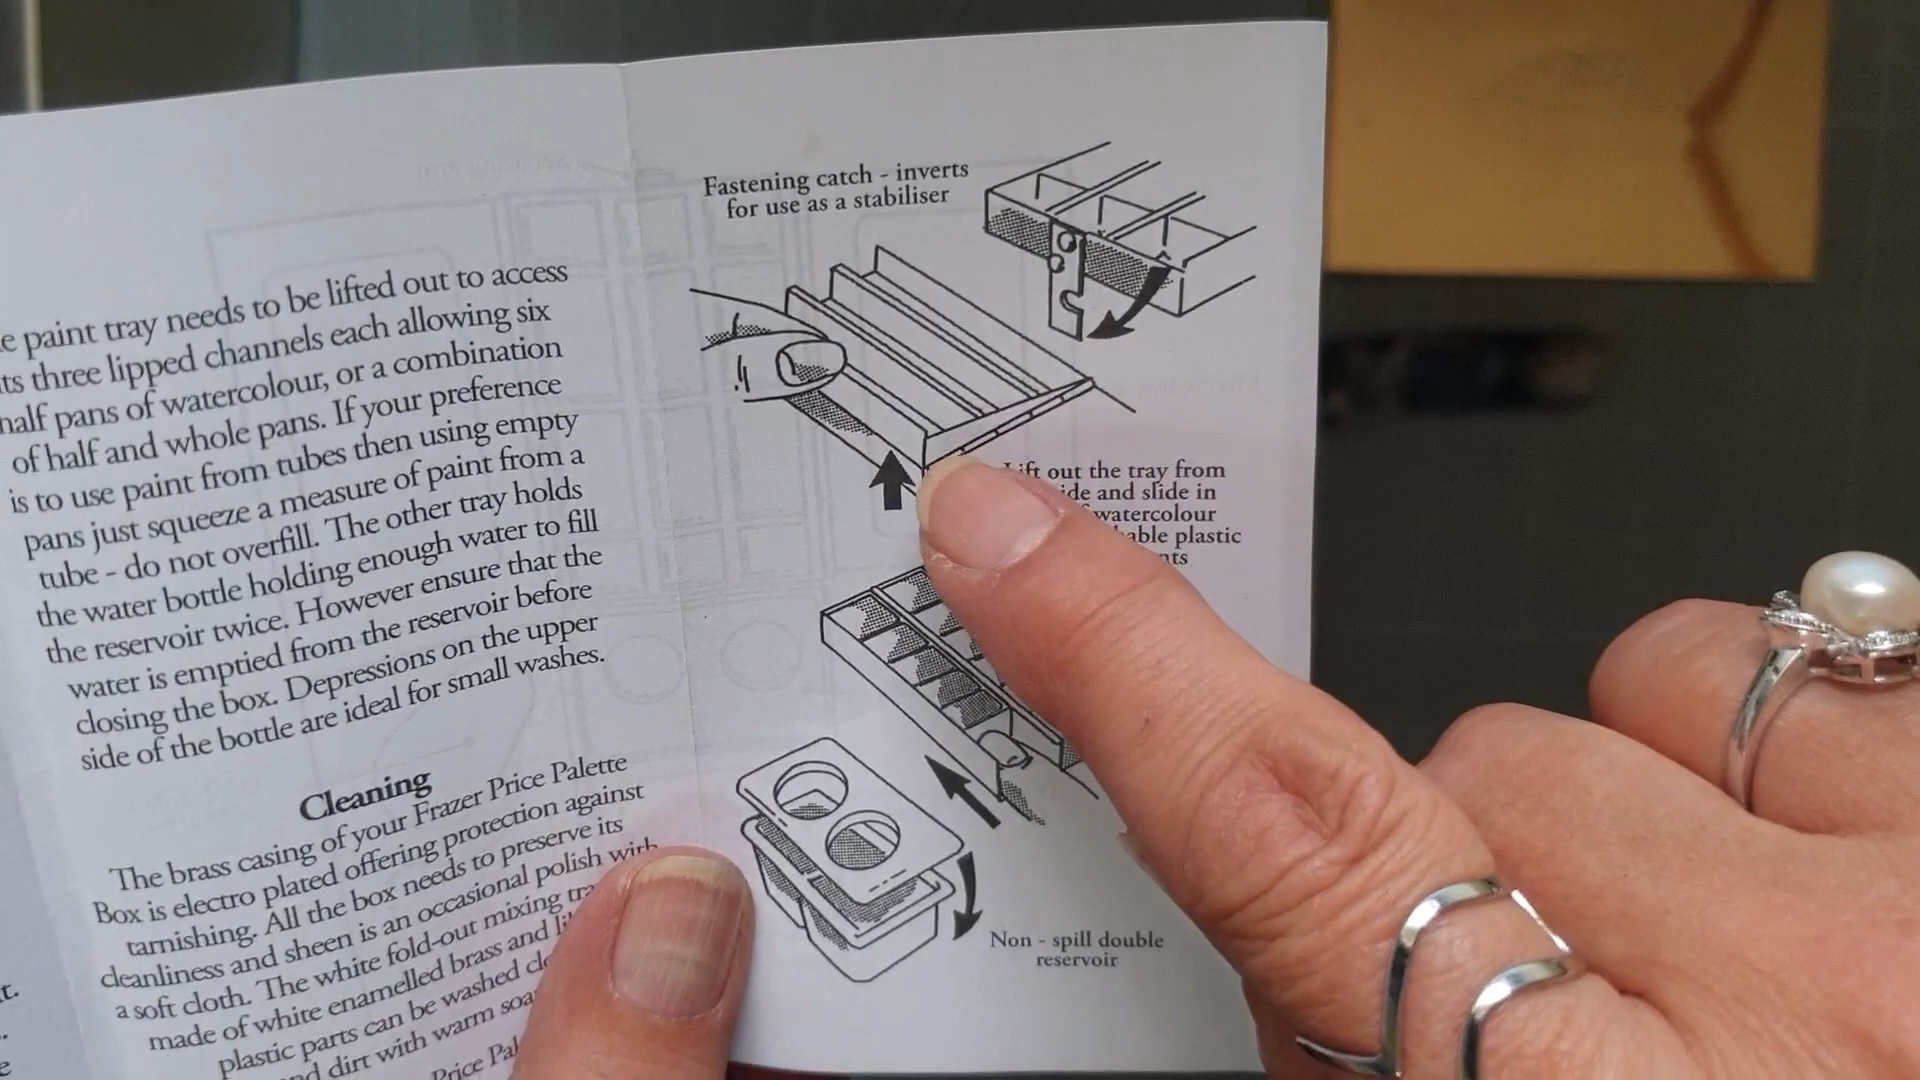 e paint tray needs to be lifted out to access
ts three lipped channels each allowing six
half pans of watercolour, or a combination
of half and whole pans. If your preference
is to use paint from tubes then using empty
pans just squeeze a measure of paint from a
tube - do not overfill. The other tray holds
the water bottle holding enough water to fill
the reservoir twice. However ensure that the
water is emptied from the reservoir before
closing the box. Depressions on the upper
side of the bottle are ideal for small washes.
Cleaning
The brass casing of your Frazer Price Palette
Box is electro plated offering protection against
tarnishing. All the box needs to preserve its
cleanliness and sheen is an occasional polish with
a soft cloth. The white fold-out mixing
made of white enamelled brass and
plastic parts can be washed
dirt with warm
Price
Fastening catch - inverts
for use as a stabiliser
Lift out the tray from
ide and slide in
watercolour
able plastic
nts
Non - spill double
reservoir